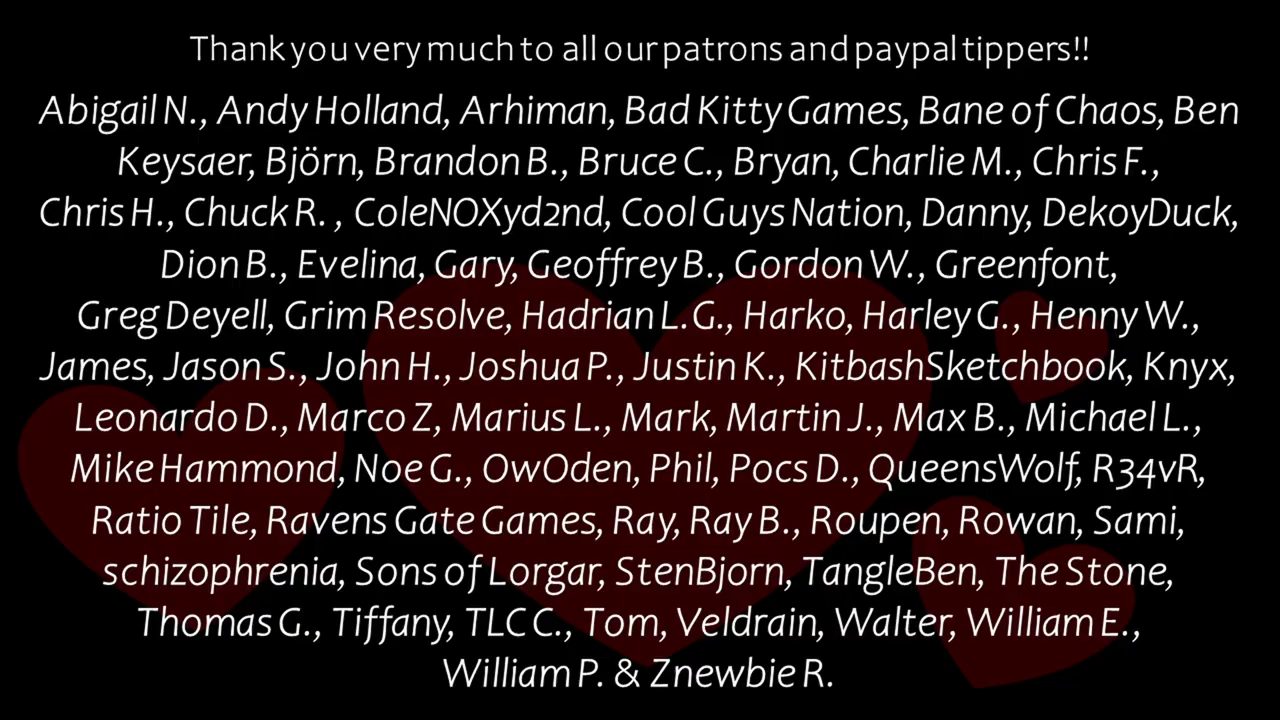 Thank you very much to all our patrons and paypal tippers!!
Abigail N., Andy Holland, Arhiman, Bad Kitty Games, Bane of Chaos, Ben
Keysaer, Björn, Brandon B., Bruce C., Bryan, Charlie M., Chris F.,
Chris H., Chuck R. , ColeNOXyd2nd, Cool Guys Nation, Danny, DekoyDuck,
Dion B., Evelina, Gary, Geoffrey B., Gordon W., Greenfont,
Greg Deyell, Grim Resolve, Hadrian L.G., Harko, Harley G., Henny W.,
James, Jason S., John H., Joshua P., Justin K., KitbashSketchbook, Knyx,
Leonardo D., Marco Z, Marius L., Mark, Martin J., Max B., Michael L.,
Mike Hammond, Noe G., OwOden, Phil, Pocs D., QueensWolf, R34vR,
Ratio Tile, Ravens Gate Games, Ray, Ray B., Roupen, Rowan, Sami,
schizophrenia, Sons of Lorgar, StenBjorn, TangleBen, The Stone,
Thomas G., Tiffany, TLC C., Tom, Veldrain, Walter, William E.,
William P. & Znewbie R.